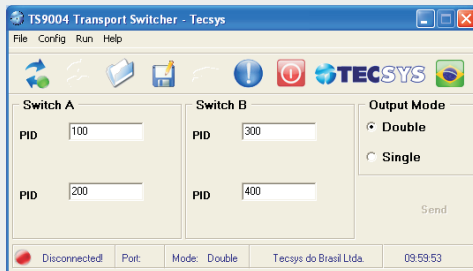 TS9004 Transport Switcher - Tecsys
File Config Run Help
TECSYS
Switch A
Switch B
Output Mode
PID 100
PID 300
Double
Single
PID 200
PID 400
Send
Disconnected! Port: Mode: Double Tecsys do Brasil Ltda. 09:59:53